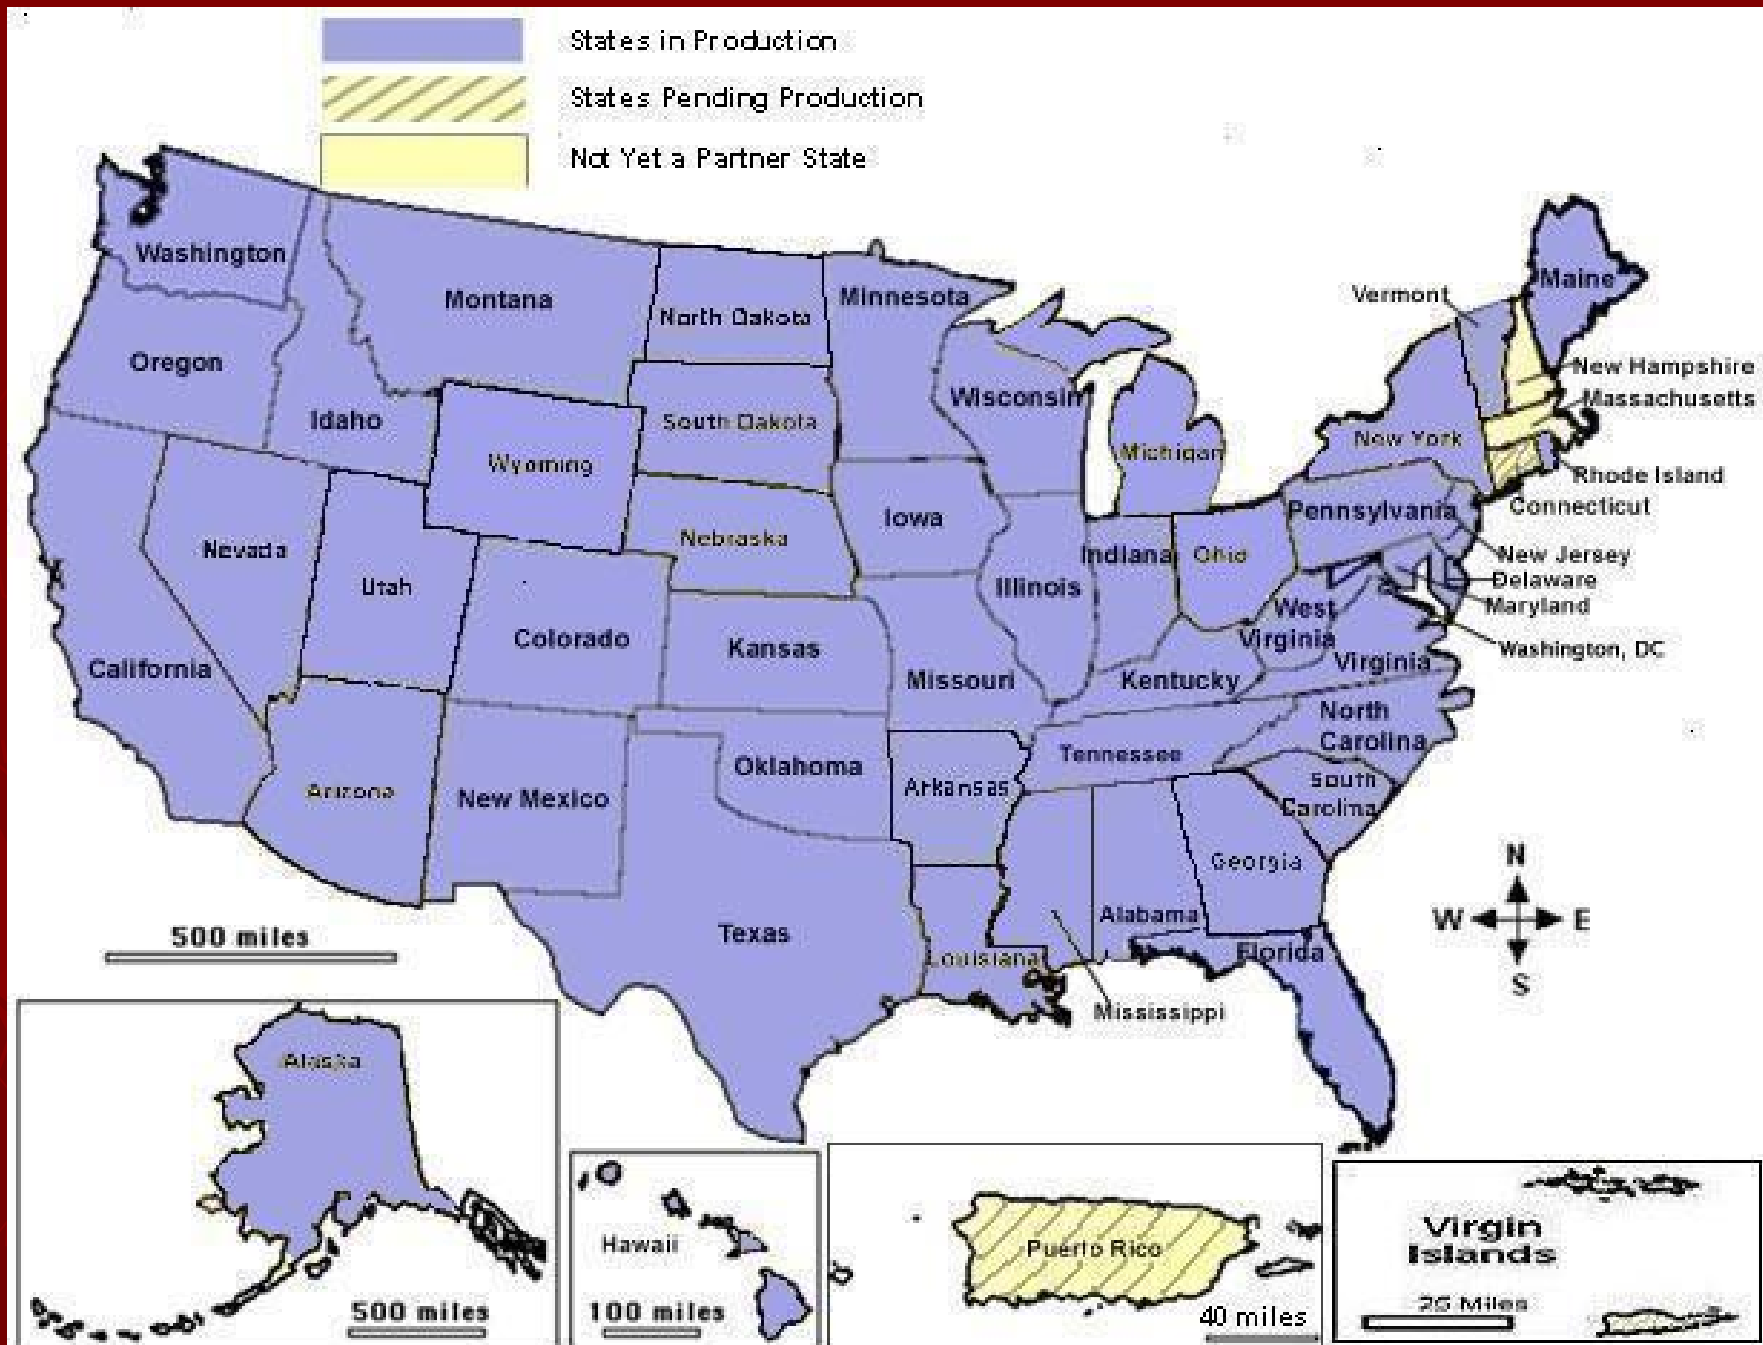 States in Production
States Pending Production
Not Yet a Partner State
Washington
Montana
North Dakota
Minnesota
Maine
Vermont
Oregon
Idaho
Wyoming
South Dakota
Wisconsin
Michigan
New York
New Hampshire
Massachusetts
Rhode Island
Connecticut
Nevada
Utah
Nebraska
Iowa
Illinois
Indiana
Ohio
Pennsylvania
New Jersey
Delaware
Maryland
Washington, DC
California
Colorado
Kansas
Missouri
Kentucky
West
Virginia
Virginia
Arizona
New Mexico
Oklahoma
Arkansas
Tennessee
North
Carolina
South
Carolina
Texas
Louisiana
Mississippi
Alabama
Georgia
Florida
N
W
E
S
500 miles
Alaska
500 miles
Hawaii
100 miles
Puerto Rico
40 miles
Virgin
Islands
25 Miles